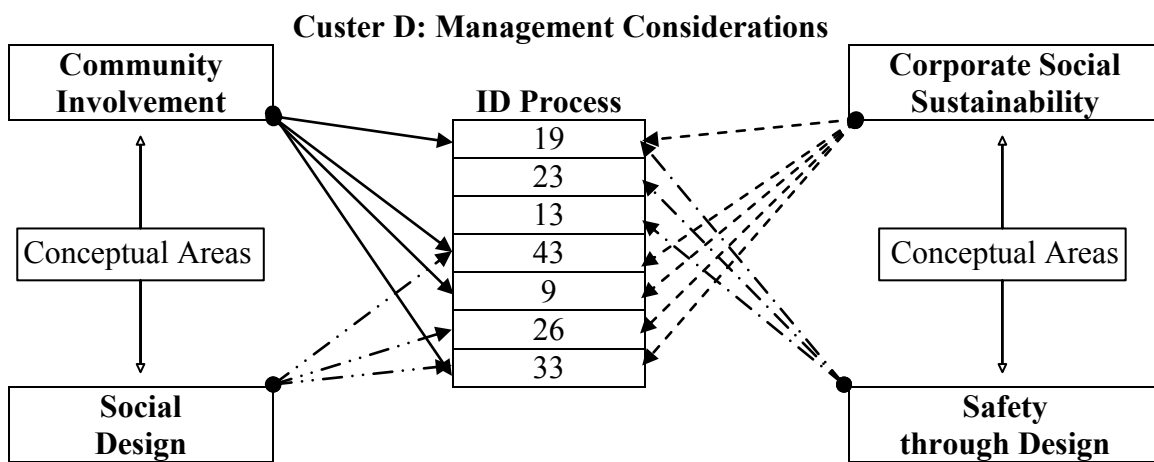 Custer D: Management Considerations
Community
Involvement
Corporate Social
Sustainability
ID Process
19
23
13
43
9
26
33
Conceptual Areas
Conceptual Areas
Social
Design
Safety
through Design